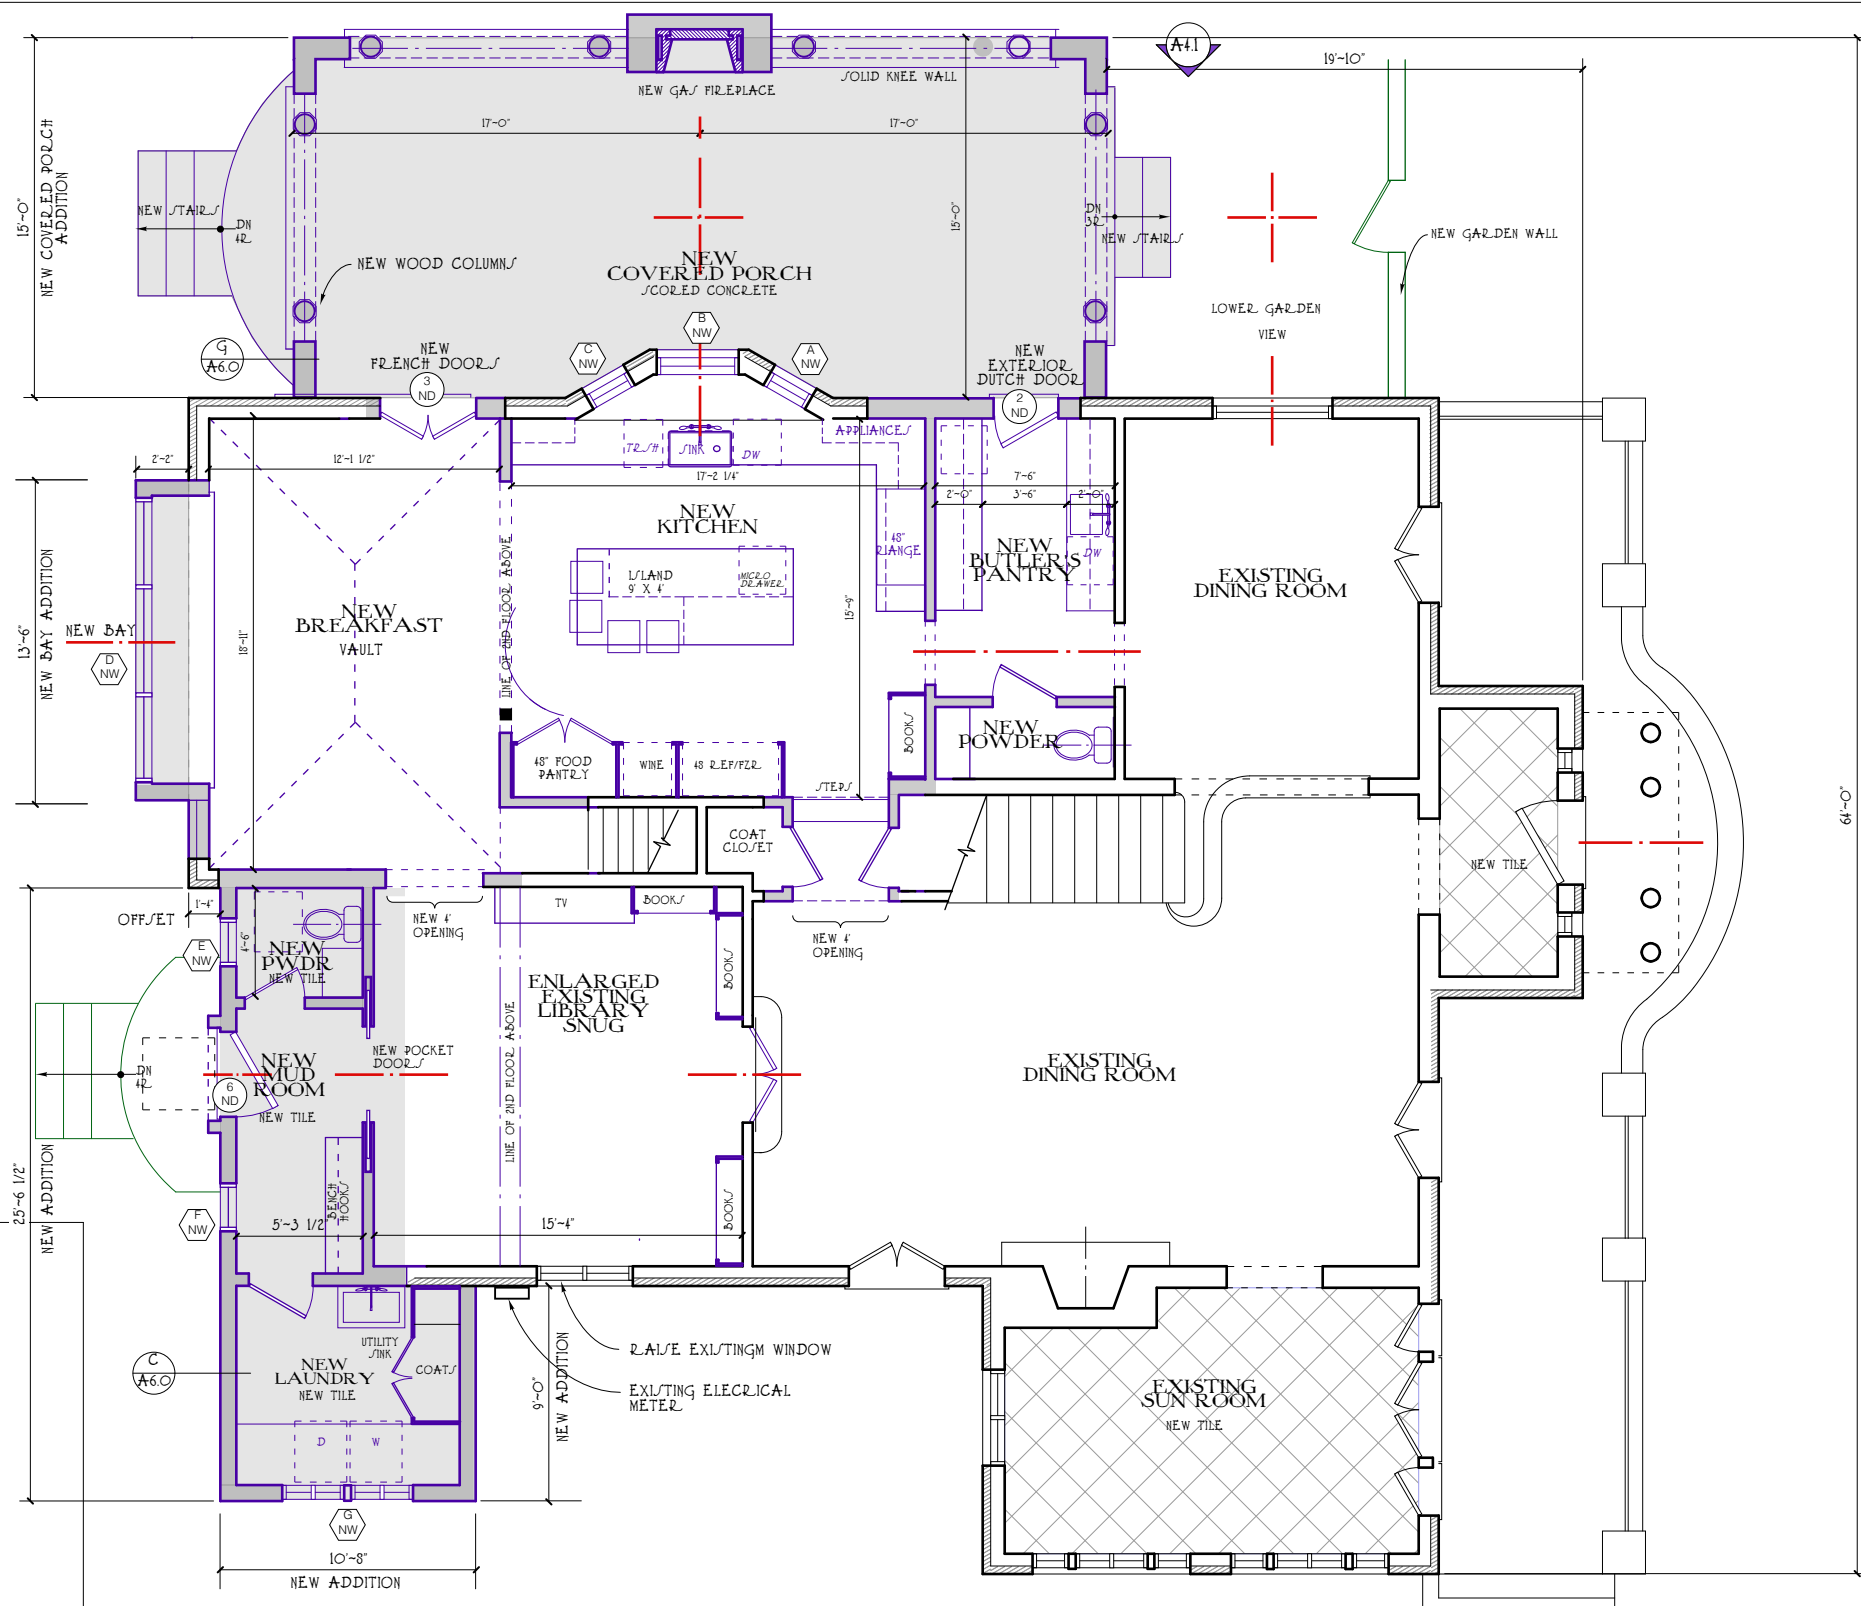 A4.1
19'~10"
SOLID KNEE WALL
NEW GAS FIREPLACE
17'~0"
17'~0"
15'~0"
NEW COVERED PORCH
ADDITION
15'~0"
NEW STAIRS
DN
4R
DN
3R
NEW STAIRS
NEW GARDEN WALL
NEW WOOD COLUMNS
NEW
COVERED PORCH
SCORED CONCRETE
LOWER GARDEN
VIEW
G
A6.0
NEW
FRENCH DOORS
3
ND
C
NW
B
NW
A
NW
NEW
EXTERIOR
DUTCH DOOR
2
ND
2'~2"
12'~1 1/2"
TRSH
SINK
DW
APPLIANCES
17'~2 1/4"
7'~6"
2'~0"
3'~6"
2'~0"
NEW
KITCHEN
48"
RANGE
NEW
BUTLER'S
PANTRY
DW
EXISTING
DINING ROOM
ISLAND
9' X 4'
MICRO
DRAWER
13'~6"
NEW BAY ADDITION
NEW BAY
D
NW
18'~11"
NEW
BREAKFAST
VAULT
LINE OF 2ND FLOOR ABOVE
15'~9"
BOOKS
NEW
POWDER
48" FOOD
PANTRY
WINE
48 REF/FZR
STEPS
64'~0"
COAT
CLOSET
NEW TILE
OFFSET
1'~4"
4'~6"
NEW
PWDR
NEW TILE
E
NW
NEW 4'
OPENING
TV
BOOKS
NEW 4'
OPENING
BOOKS
ENLARGED
EXISTING
LIBRARY
SNUG
LINE OF 2ND FLOOR ABOVE
NEW POCKET
DOORS
NEW
MUD
ROOM
NEW TILE
6
ND
DN
4R
EXISTING
DINING ROOM
25'~6 1/2"
NEW ADDITION
F
NW
BENCH
HOOKS
5'~3 1/2"
15'~4"
BOOKS
UTILITY
SINK
COATS
C
A6.0
NEW
LAUNDRY
NEW TILE
D
W
9'~0"
NEW ADDITION
RAISE EXISTINGM WINDOW
EXISTING ELECRICAL
METER
EXISTING
SUN ROOM
NEW TILE
G
NW
10'~8"
NEW ADDITION